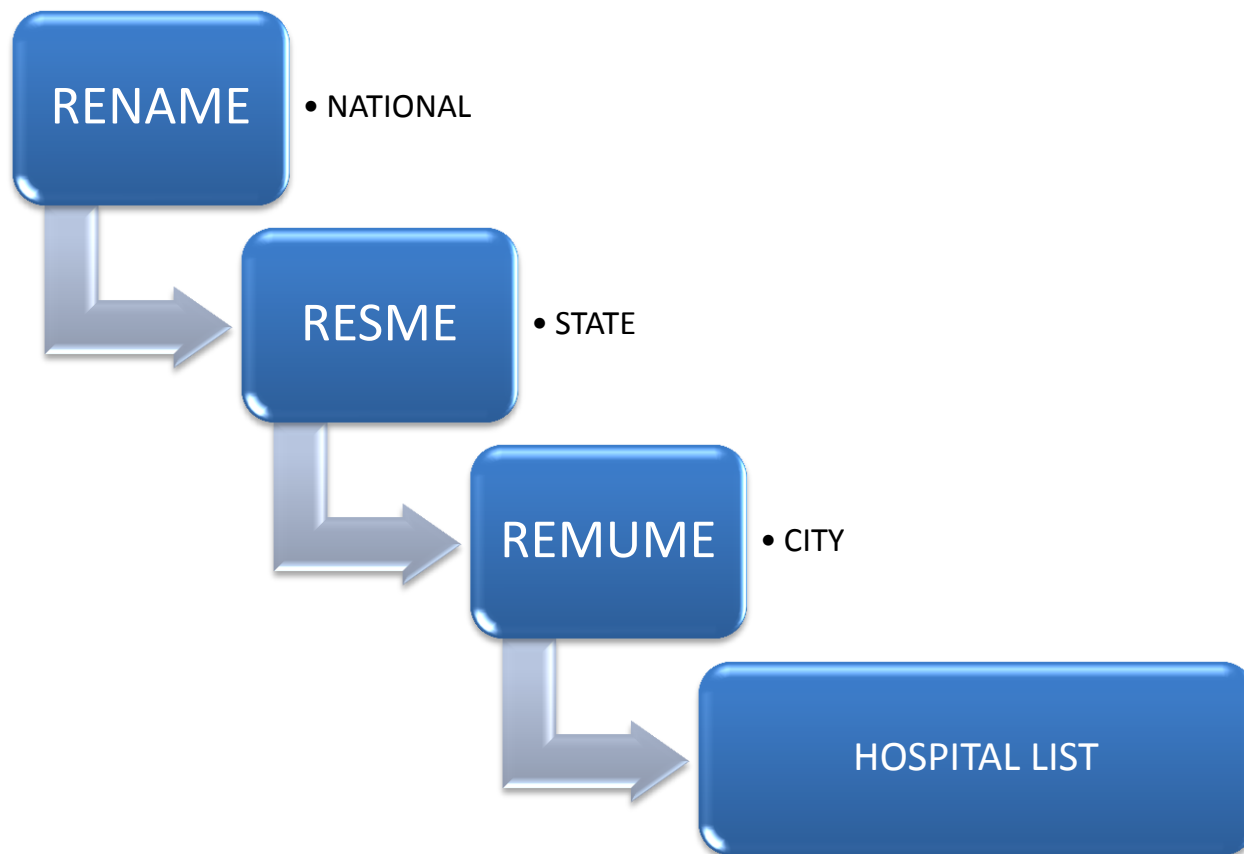 RENAME
• NATIONAL
RESME
• STATE
REMUME
• CITY
HOSPITAL LIST